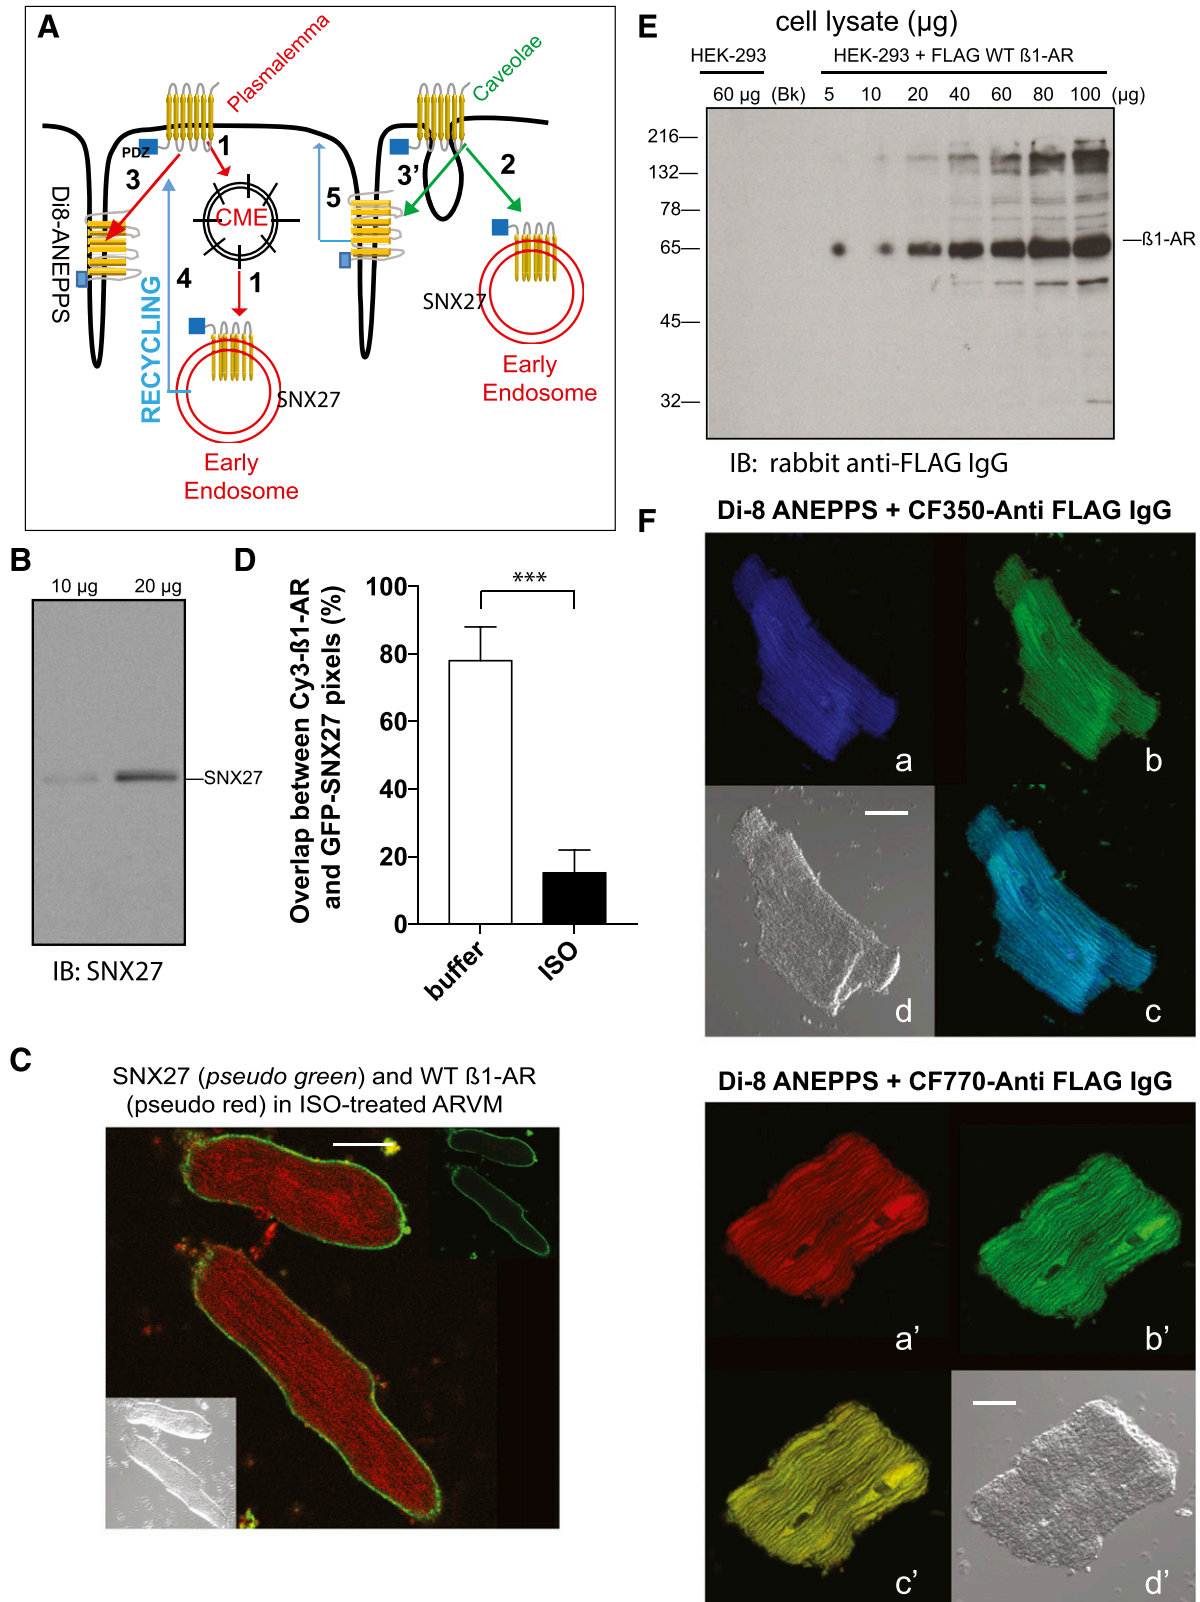 A
Plasmalemma
Caveolae
PDZ
1
2
3
3’
5
CME
Di8-ANEPPS
4
1
RECYCLING
SNX27
SNX27
Early
Endosome
Early
Endosome
B
10 µg 20 µg
SNX27
IB: SNX27
D
Overlap between Cy3-ß1-AR
and GFP-SNX27 pixels (%)
100
80
60
40
20
0
***
buffer
ISO
C
SNX27 (pseudo green) and WT ß1-AR
(pseudo red) in ISO-treated ARVM
E
cell lysate (µg)
HEK-293
HEK-293 + FLAG WT ß1-AR
60 µg (Bk) 5 10 20 40 60 80 100 (µg)
216
132
78
65
45
32
ß1-AR
IB: rabbit anti-FLAG IgG
F
Di-8 ANEPPS + CF350-Anti FLAG IgG
a
b
d
c
Di-8 ANEPPS + CF770-Anti FLAG IgG
a’
b’
c’
d’